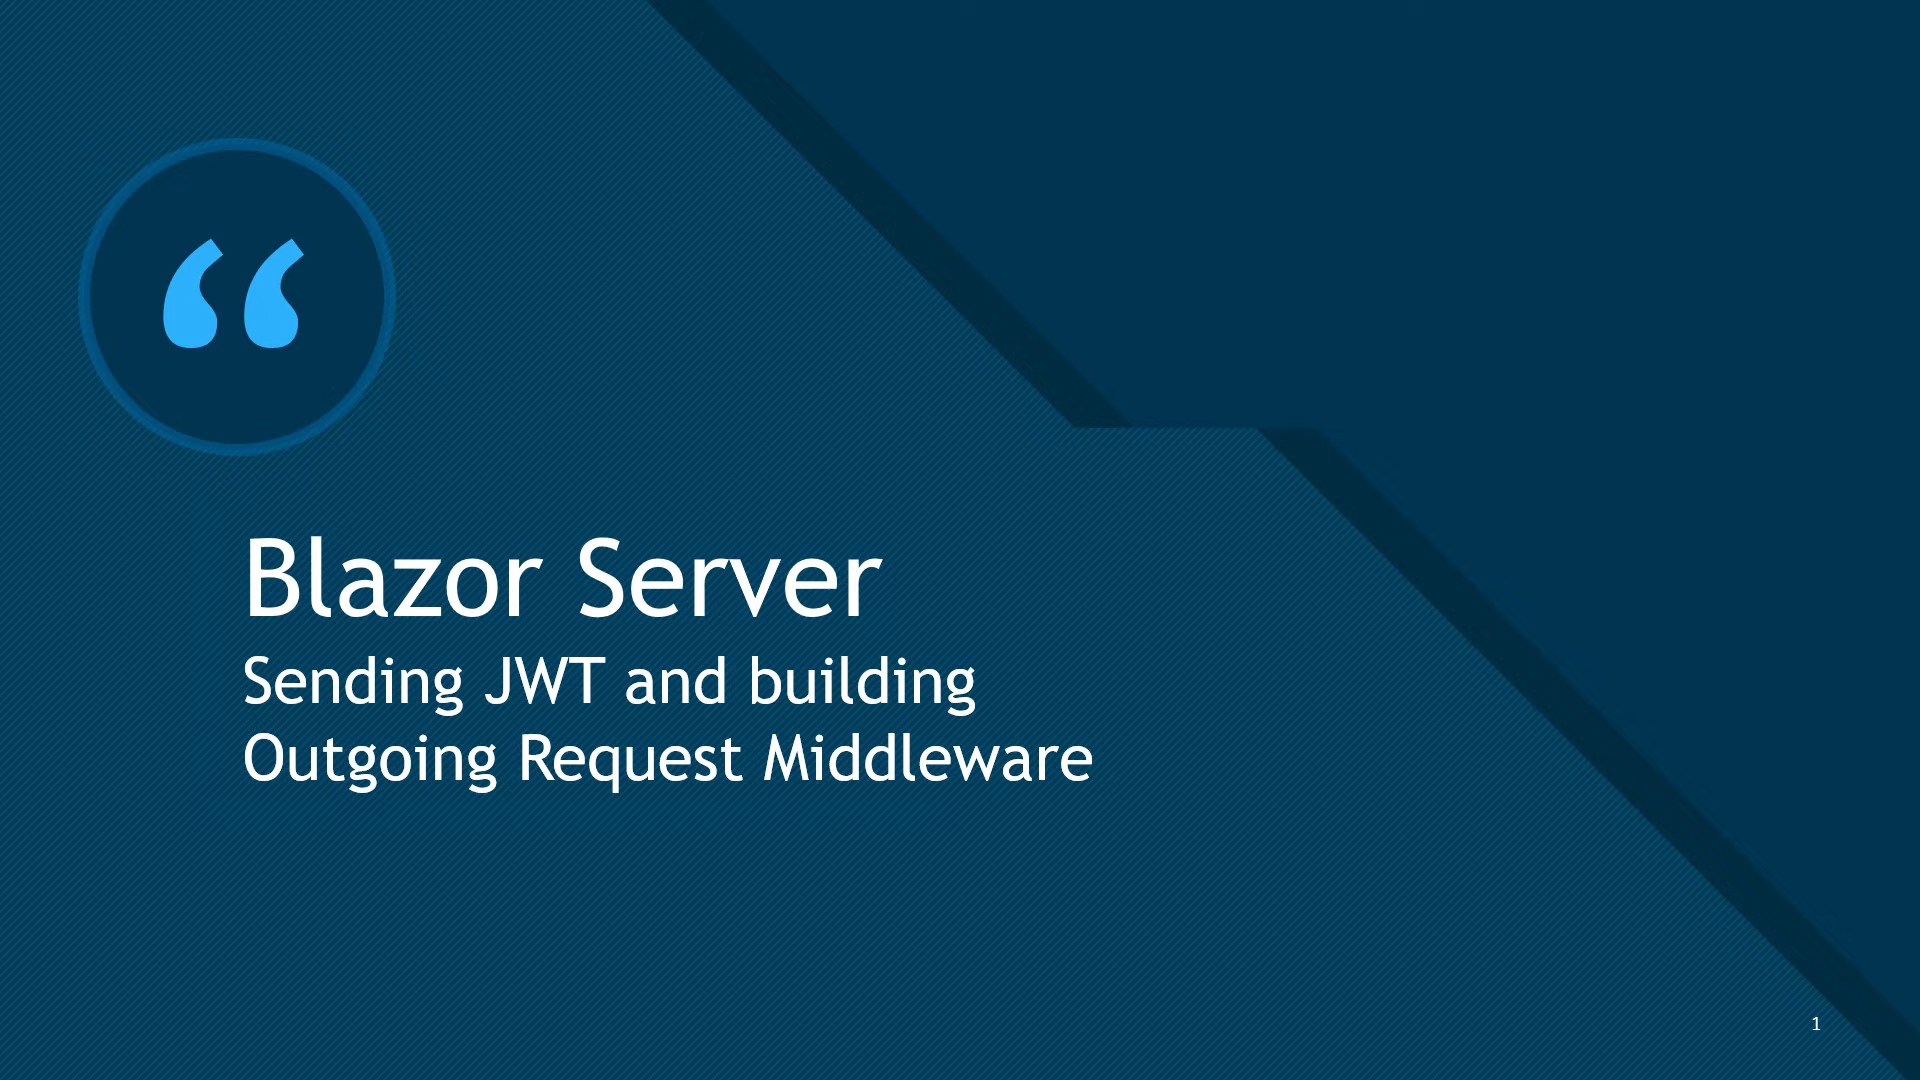 “
Blazor Server
Sending JWT and building
Outgoing Request Middleware
1